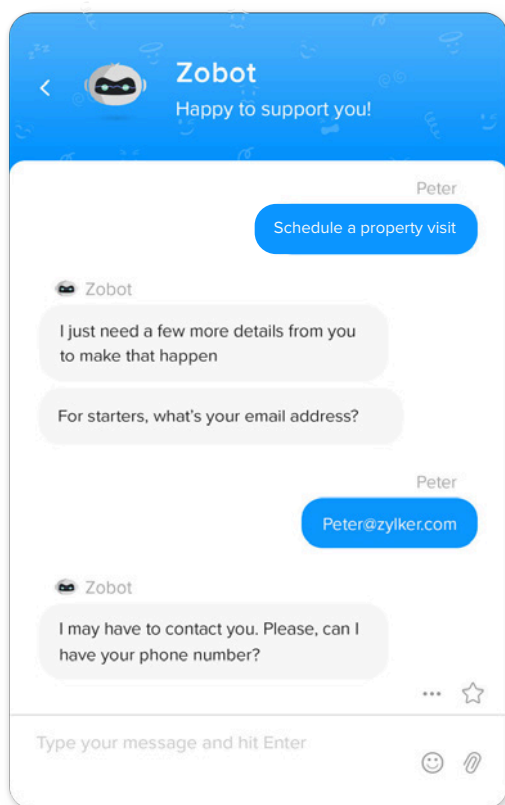 Zobot
Happy to support you!
Peter
Schedule a property visit
Zobot
I just need a few more details from you
to make that happen
For starters, what's your email address?
Peter
Peter@zylker.com
Zobot
I may have to contact you. Please, can I
have your phone number?
Type your message and hit Enter